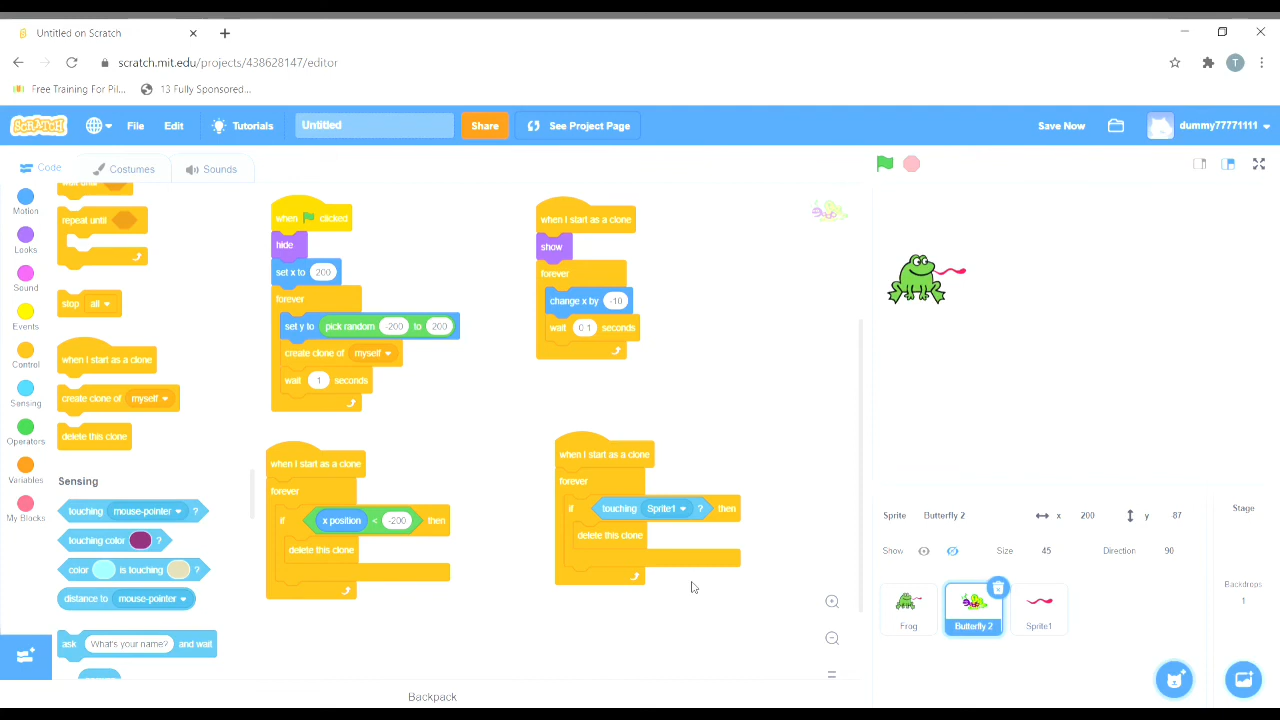 Untitled on Scratch
scratch.mit.edu/projects/438628147/editor
T
Free Training For Pil...
13 Fully Sponsored...
SCRATCH
File
Edit
Tutorials
Untitled
Share
See Project Page
Save Now
dummy77771111
Code
Costumes
Sounds
Motion
Looks
Sound
Events
Control
Sensing
Operators
Variables
My Blocks
wait until
repeat until
stop all
when I start as a clone
create clone of myself
delete this clone
Sensing
touching mouse-pointer ?
touching color ?
color is touching ?
distance to mouse-pointer
ask What's your name? and wait
when clicked
hide
set x to 200
forever
set y to pick random -200 to 200
create clone of myself
wait 1 seconds
when I start as a clone
show
forever
change x by -10
wait 0.1 seconds
when I start as a clone
forever
if x position < -200 then
delete this clone
when I start as a clone
forever
if touching Sprite1 ? then
delete this clone
Backpack
Sprite Butterfly 2 x 200 y 87
Show Size 45 Direction 90
Frog
Butterfly 2
Sprite1
Stage
Backdrops
1